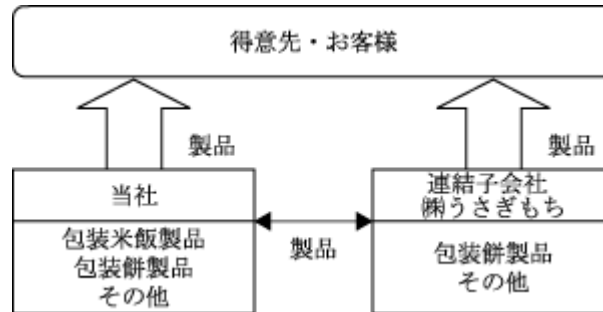 得意先・お客様
製品
製品
当社
連結子会社
㈱うさぎもち
包装米飯製品
包装餅製品
その他
製品
包装餅製品
その他